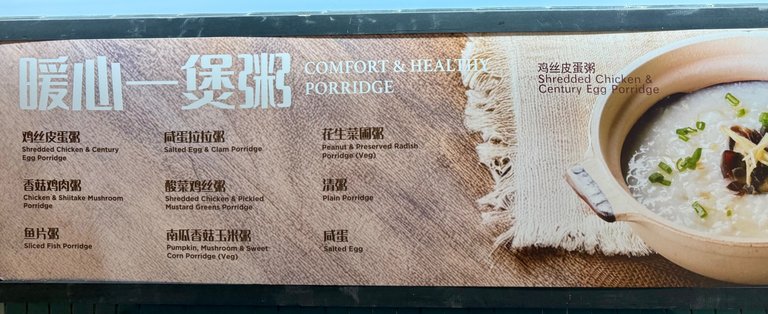 暖心一煲粥
COMFORT & HEALTHY
PORRIDGE
鸡丝皮蛋粥
Shredded Chicken &
Century Egg Porridge
鸡丝皮蛋粥
Shredded Chicken & Century
Egg Porridge
咸蛋拉拉粥
Salted Egg & Clam Porridge
花生菜圃粥
Peanut & Preserved Radish
Porridge (Veg)
香菇鸡肉粥
Chicken & Shiitake Mushroom
Porridge
酸菜鸡丝粥
Shredded Chicken & Pickled
Mustard Greens Porridge
清粥
Plain Porridge
鱼片粥
Sliced Fish Porridge
南瓜香菇玉米粥
Pumpkin, Mushroom & Sweet
Corn Porridge (Veg)
咸蛋
Salted Egg